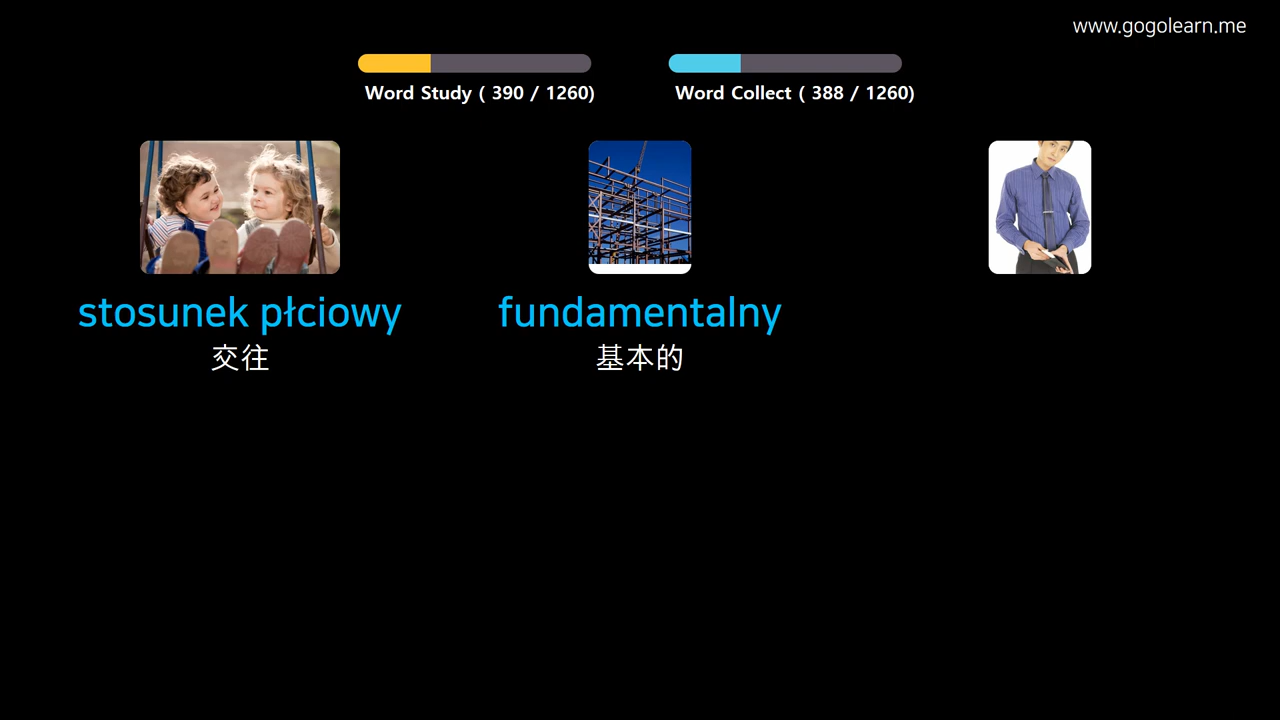 www.gogolearn.me
Word Study ( 390 / 1260)
Word Collect ( 388 / 1260)
stosunek płciowy
交往
fundamentalny
基本的